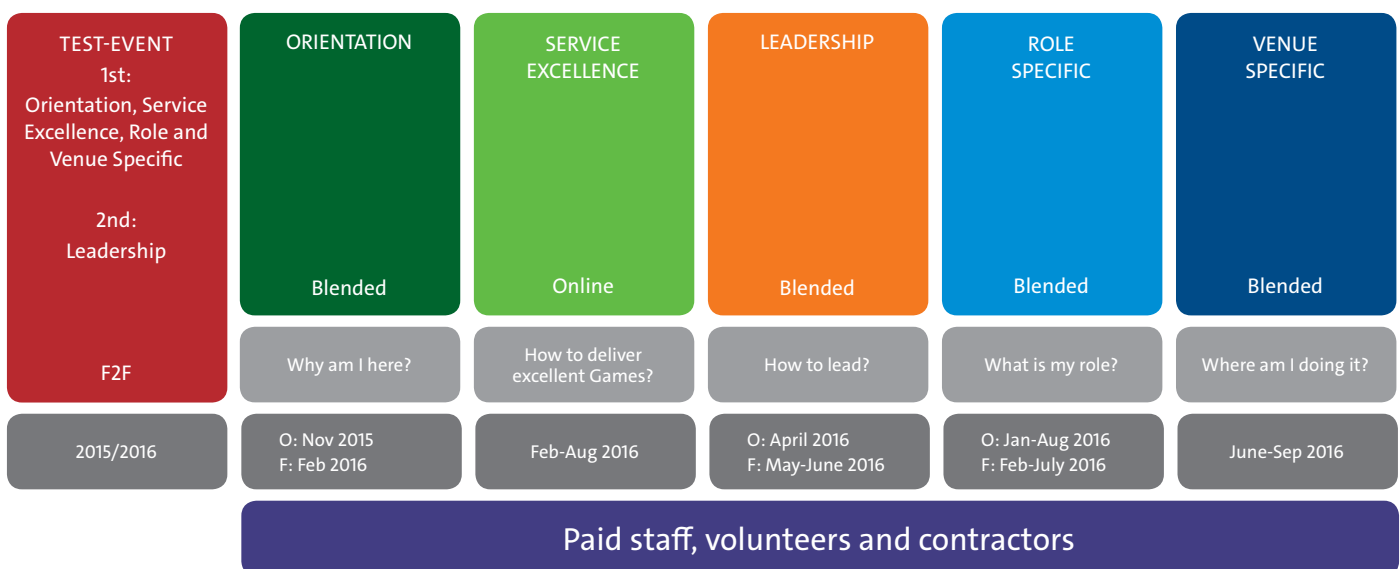 TEST-EVENT
1st:
Orientation, Service
Excellence, Role and
Venue Specific
2nd:
Leadership
F2F
2015/2016
ORIENTATION
Blended
Why am I here?
O: Nov 2015
F: Feb 2016
SERVICE
EXCELLENCE
Online
How to deliver
excellent Games?
Feb-Aug 2016
LEADERSHIP
Blended
How to lead?
O: April 2016
F: May-June 2016
ROLE
SPECIFIC
Blended
What is my role?
O: Jan-Aug 2016
F: Feb-July 2016
VENUE
SPECIFIC
Blended
Where am I doing it?
June-Sep 2016
Paid staff, volunteers and contractors